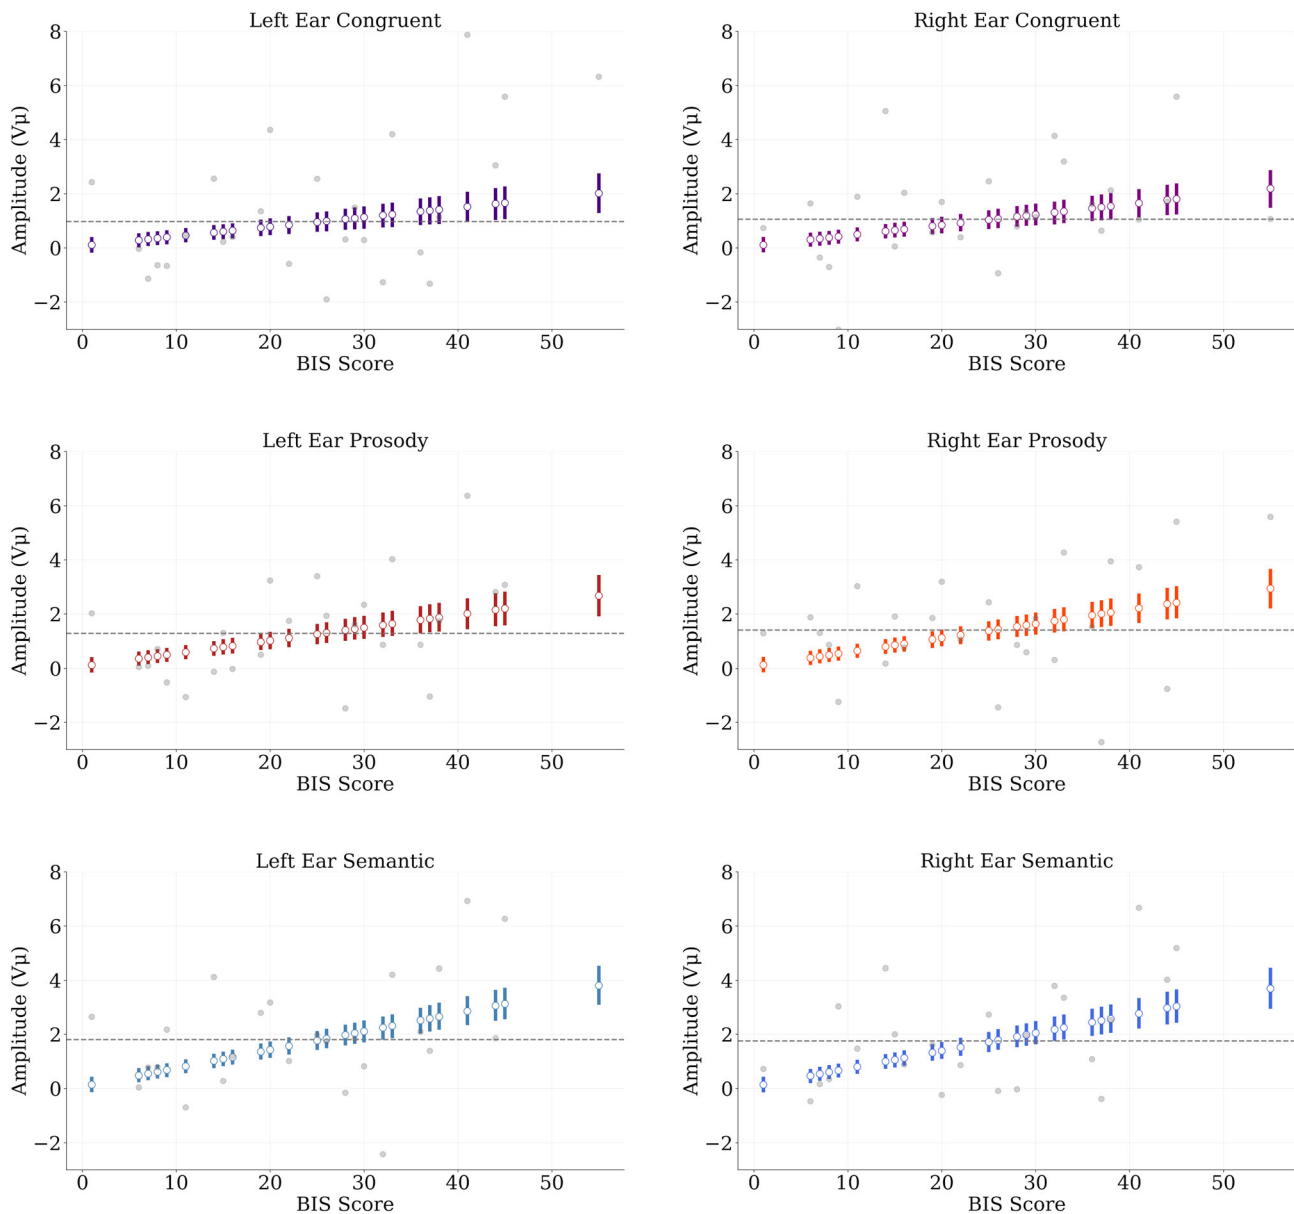 Left Ear Congruent
Amplitude (Vμ)
8
6
4
2
0
−2
0 10 20 30 40 50
BIS Score
Right Ear Congruent
Amplitude (Vμ)
8
6
4
2
0
−2
0 10 20 30 40 50
BIS Score
Left Ear Prosody
Amplitude (Vμ)
8
6
4
2
0
−2
0 10 20 30 40 50
BIS Score
Right Ear Prosody
Amplitude (Vμ)
8
6
4
2
0
−2
0 10 20 30 40 50
BIS Score
Left Ear Semantic
Amplitude (Vμ)
8
6
4
2
0
−2
0 10 20 30 40 50
BIS Score
Right Ear Semantic
Amplitude (Vμ)
8
6
4
2
0
−2
0 10 20 30 40 50
BIS Score